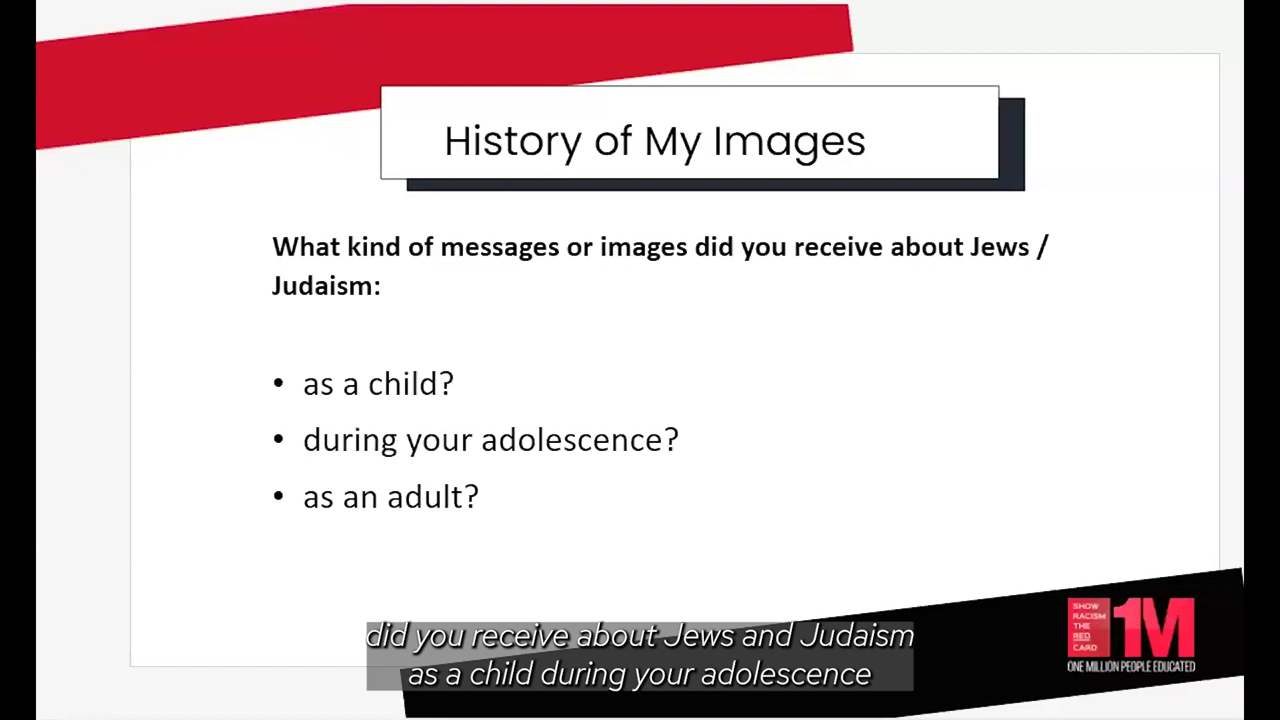 History of My Images
What kind of messages or images did you receive about Jews /
Judaism:
• as a child?
• during your adolescence?
• as an adult?
did you receive about Jews and Judaism
as a child during your adolescence
SHOW
RACISM
THE
RED
CARD
1M
ONE MILLION PEOPLE EDUCATED